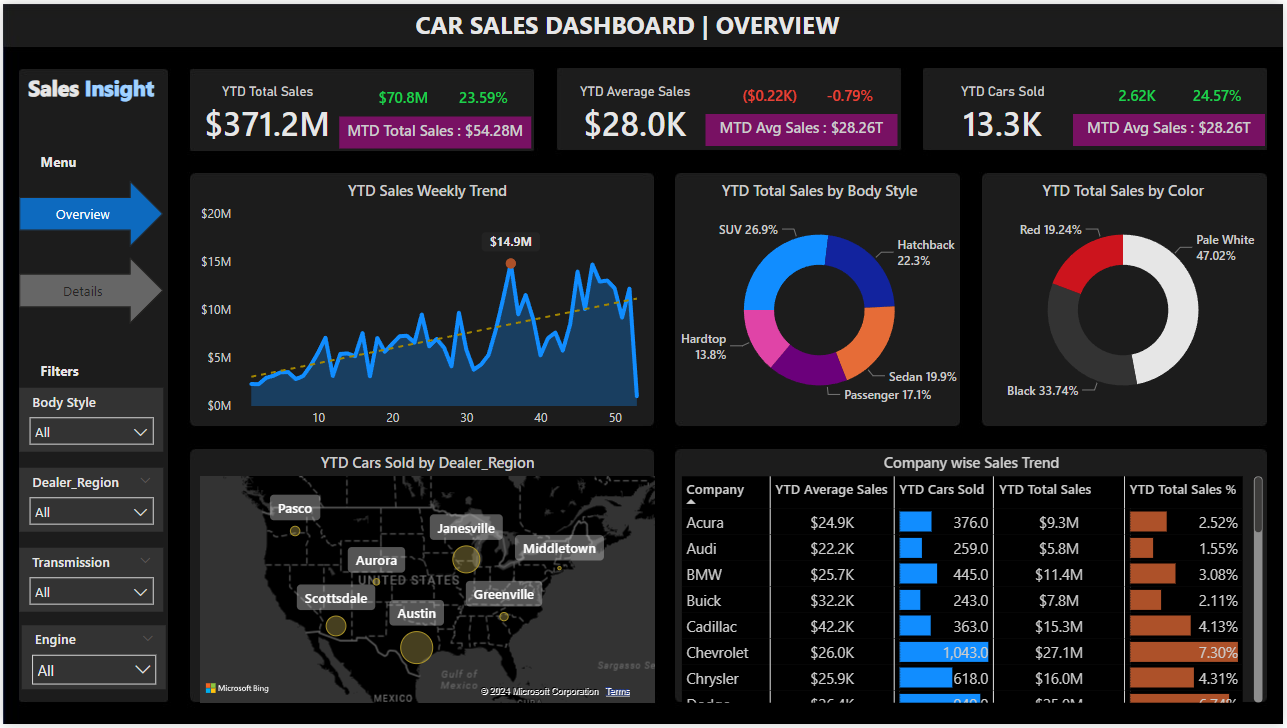 CAR SALES DASHBOARD | OVERVIEW
Sales Insight
Menu
Overview
Details
Filters
Body Style
All
Dealer_Region
All
Transmission
All
Engine
All
YTD Total Sales
$371.2M
$70.8M 23.59%
MTD Total Sales : $54.28M
YTD Average Sales
$28.0K
($0.22K) -0.79%
MTD Avg Sales : $28.26T
YTD Cars Sold
13.3K
2.62K 24.57%
MTD Avg Sales : $28.26T
YTD Sales Weekly Trend
$20M
$15M
$10M
$5M
$0M
$14.9M
10 20 30 40 50
YTD Total Sales by Body Style
SUV 26.9%
Hatchback
22.3%
Hardtop
13.8%
Sedan 19.9%
Passenger 17.1%
YTD Total Sales by Color
Red 19.24%
Pale White
47.02%
Black 33.74%
YTD Cars Sold by Dealer_Region
Pasco
Janesville
Middletown
Aurora
UNITED STATES
Scottsdale
Greenville
Austin
Gulf of
Mexico
Sargasso Se
MEXICO
Microsoft Bing
© 2024 Microsoft Corporation Terms
Company wise Sales Trend
Company YTD Average Sales YTD Cars Sold YTD Total Sales YTD Total Sales %
Acura $24.9K 376.0 $9.3M 2.52%
Audi $22.2K 259.0 $5.8M 1.55%
BMW $25.7K 445.0 $11.4M 3.08%
Buick $32.2K 243.0 $7.8M 2.11%
Cadillac $42.2K 363.0 $15.3M 4.13%
Chevrolet $26.0K 1,043.0 $27.1M 7.30%
Chrysler $25.9K 618.0 $16.0M 4.31%
Dodge